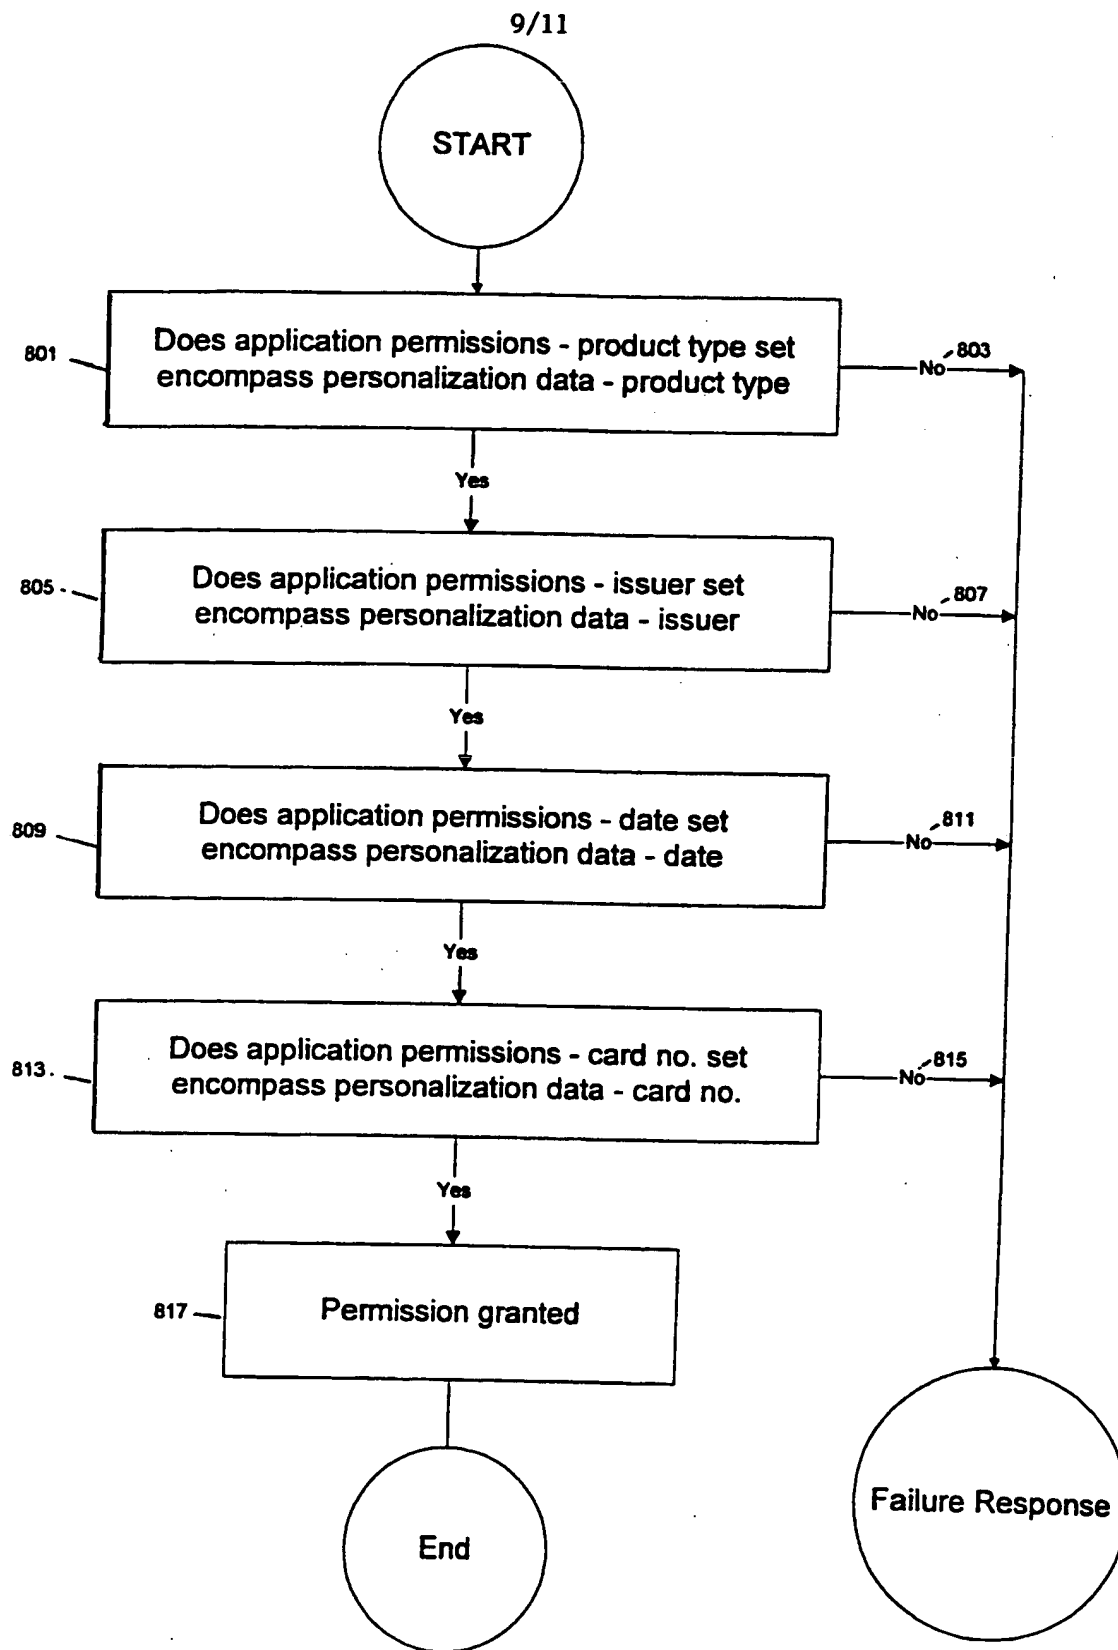 9/11
START
801
Does application permissions - product type set
encompass personalization data - product type
No
803
Yes
805
Does application permissions - issuer set
encompass personalization data - issuer
No
807
Yes
809
Does application permissions - date set
encompass personalization data - date
No
811
Yes
813
Does application permissions - card no. set
encompass personalization data - card no.
No
815
Yes
817
Permission granted
End
Failure Response